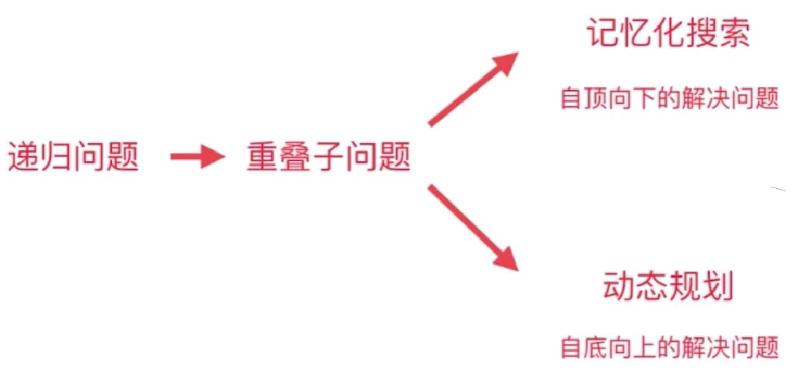 递归问题
重叠子问题
记忆化搜索
自顶向下的解决问题
动态规划
自底向上的解决问题